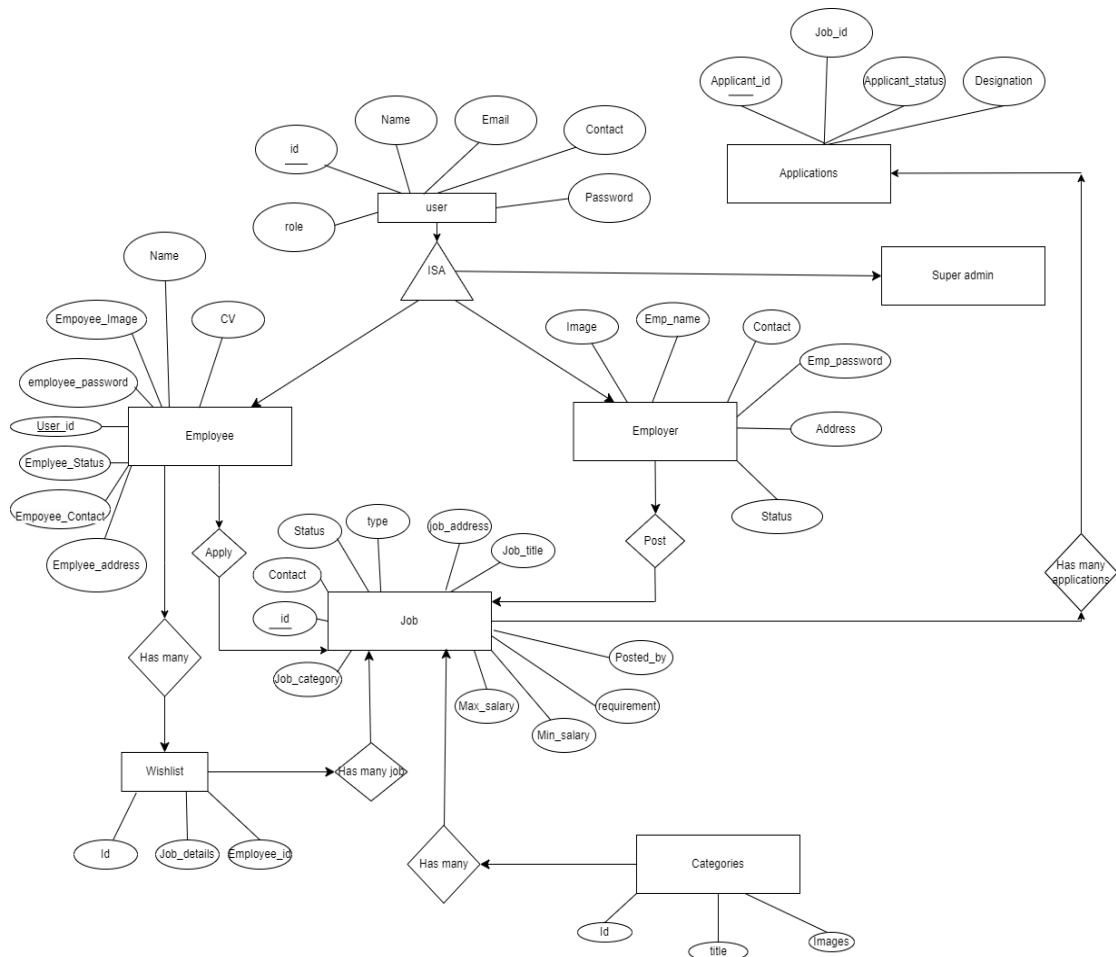 Job_id
Applicant_id
Applicant_status
Designation
Name
Email
Contact
id
Applications
user
Password
role
Name
ISA
Super admin
Empoyee_Image
CV
Image
Emp_name
Contact
Emp_password
employee_password
User_id
Employee
Employer
Address
Emplyee_Status
Empoyee_Contact
Status
Emplyee_address
Status
type
job_address
Job_title
Apply
Post
Contact
Has many
applications
id
Job
Has many
Job_category
Posted_by
Max_salary
requirement
Min_salary
Wishlist
Has many job
Id
Job_details
Employee_id
Has many
Categories
Id
title
Images